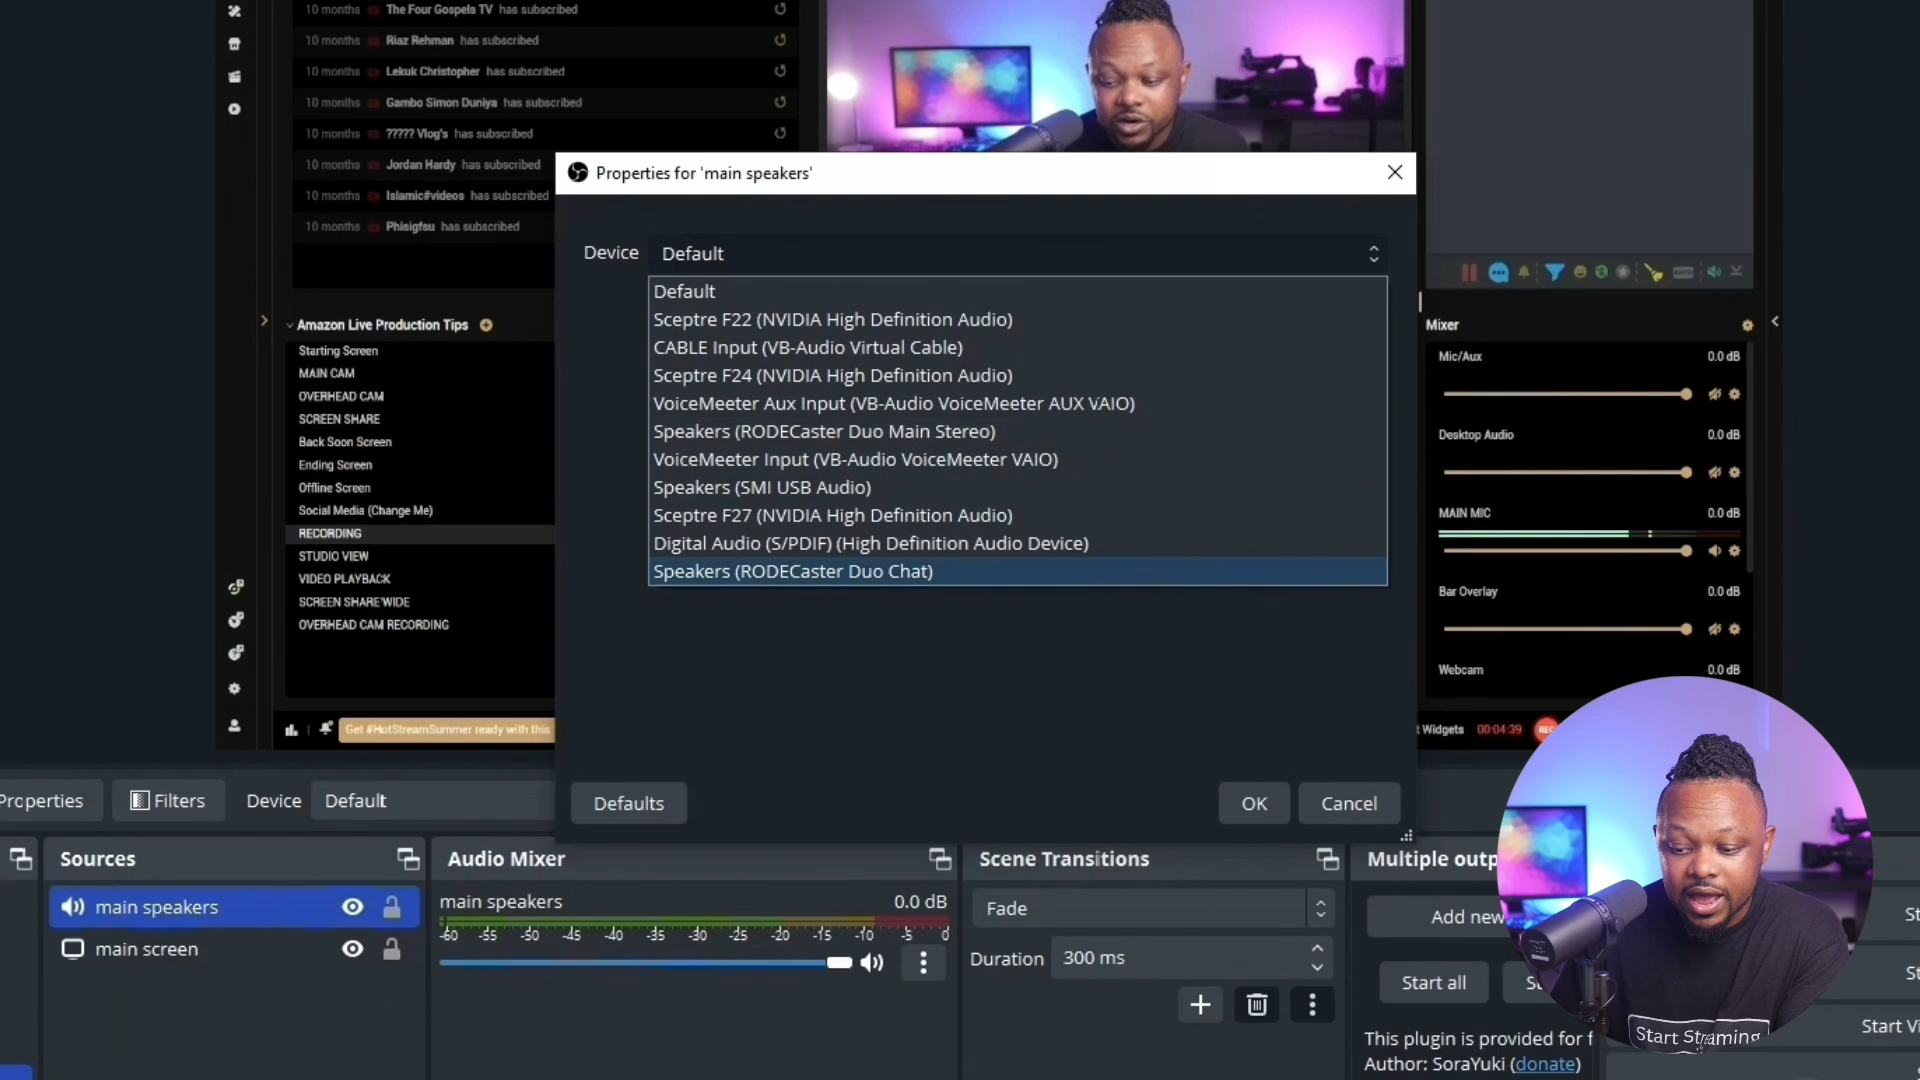 10 months The Four Gospels TV has subscribed
10 months Riaz Rehman has subscribed
10 months Lekuk Christopher has subscribed
10 months Gambo Simon Duniya has subscribed
10 months ????? Vlog's has subscribed
10 months Jordan Hardy has subscribed
10 months Islamic#videos has subscribed
10 months Phisigfsu has subscribed
Properties for 'main speakers'
Device Default
Default
Sceptre F22 (NVIDIA High Definition Audio)
CABLE Input (VB-Audio Virtual Cable)
Sceptre F24 (NVIDIA High Definition Audio)
VoiceMeeter Aux Input (VB-Audio VoiceMeeter AUX VAIO)
Speakers (RODECaster Duo Main Stereo)
VoiceMeeter Input (VB-Audio VoiceMeeter VAIO)
Speakers (SMI USB Audio)
Sceptre F27 (NVIDIA High Definition Audio)
Digital Audio (S/PDIF) (High Definition Audio Device)
Speakers (RODECaster Duo Chat)
Defaults OK Cancel
Amazon Live Production Tips
Starting Screen
MAIN CAM
OVERHEAD CAM
SCREEN SHARE
Back Soon Screen
Ending Screen
Offline Screen
Social Media (Change Me)
RECORDING
STUDIO VIEW
VIDEO PLAYBACK
SCREEN SHARE WIDE
OVERHEAD CAM RECORDING
Get #HotStreamSummer ready with this
Mixer
Mic/Aux 0.0 dB
Desktop Audio 0.0 dB
MAIN MIC 0.0 dB
Bar Overlay 0.0 dB
Webcam 0.0 dB
t Widgets 00:04:39 REC
Properties Filters Device Default
Sources
main speakers
main screen
Audio Mixer
main speakers 0.0 dB
-60 -55 -50 -45 -40 -35 -30 -25 -20 -15 -10 -5 0
Scene Transitions
Fade
Duration 300 ms
Multiple outp
Add new
Start all St
This plugin is provided for f
Author: SoraYuki (donate)
St
St
Start Vi
Start Streaming